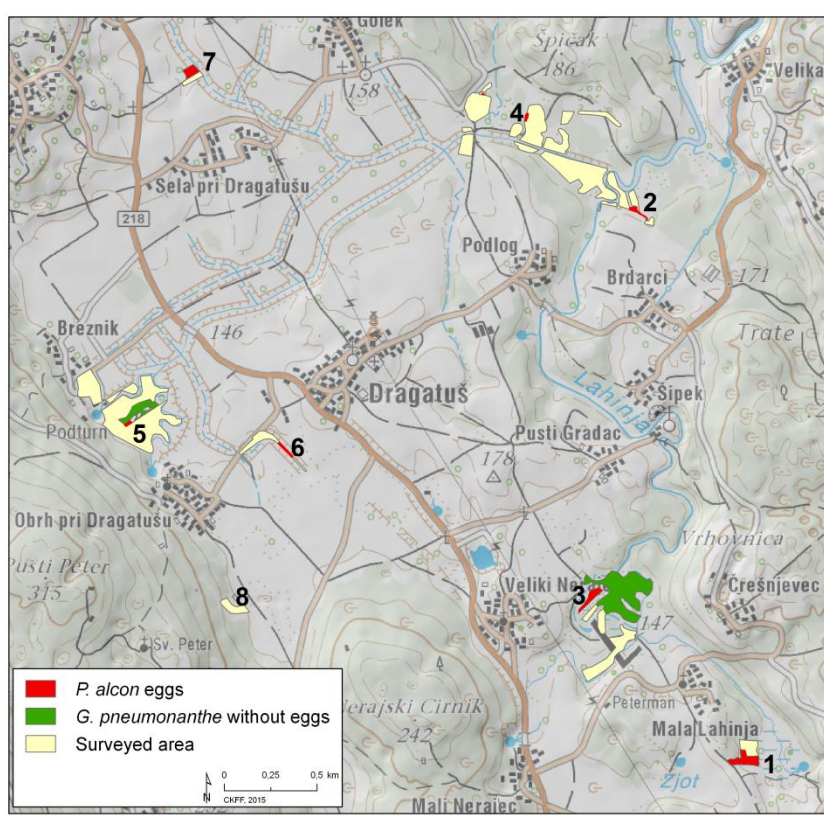 Golek
7
158
Špičak
186
Velika
4
Sela pri Dragatušu
218
2
Podlog
Brdarci
171
Breznik
146
Trate
Dragatuš
Lahinja
Šipek
Podturn
5
6
Pusti Gradac
178
Obrh pri Dragatušu
Vrhovnica
Pusti Peter
315
8
Veliki Neraje
3
Črešnjevec
147
Sv. Peter
P. alcon eggs
G. pneumonanthe without eggs
Surveyed area
Nerajski Cirnik
242
Peterman
Mala Lahinja
1
Zjot
N
0 0,25 0,5 km
CKFF, 2015
Mali Nerajec